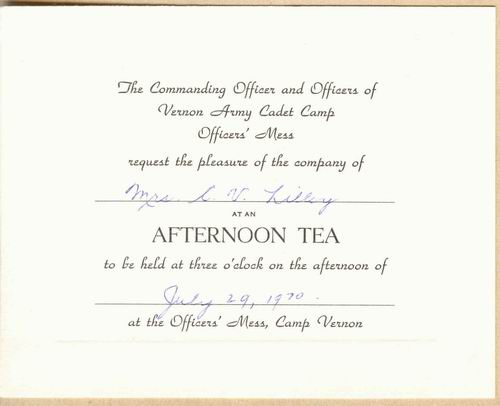 The Commanding Officer and Officers of
Vernon Army Cadet Camp
Officers' Mess
request the pleasure of the company of
Mrs. C. V. Lilley
AT AN
AFTERNOON TEA
to be held at three o'clock on the afternoon of
July 29, 1970.
at the Officers' Mess, Camp Vernon